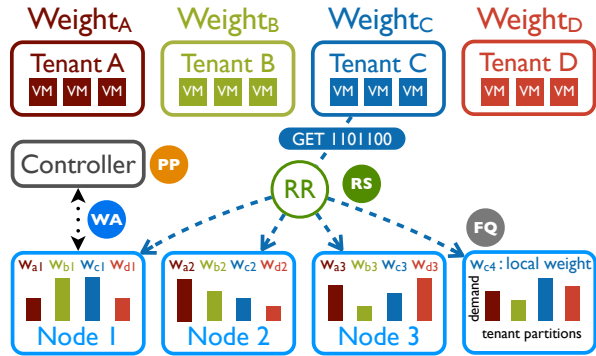 WeightA WeightB WeightC WeightD
Tenant A Tenant B Tenant C Tenant D
VM VM VM VM VM VM VM VM VM VM VM VM
GET 1101100
Controller PP
RR RS
WA FQ
wa1 wb1 wc1 wd1 wa2 wb2 wc2 wd2 wa3 wb3 wc3 wd3 wc4 : local weight
demand
Node 1 Node 2 Node 3 tenant partitions